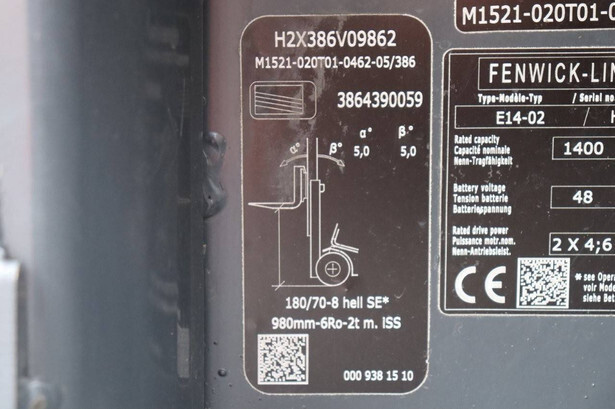 H2X386V09862
M1521-020T01-0462-05/386
3864390059
α° β°
α° β° 5,0 5,0
180/70-8 hell SE*
980mm-6Ro-2t m. iSS
000 938 15 10
M1521-020T01-0
FENWICK-LIN
Type-Modèle-Typ / Serial no
E14-02 / H
Rated capacity
Capacité nominale
Nenn-Tragfähigkeit
1400
Battery voltage
Tension batterie
Batteriespannung
48
Rated drive power
Puissance motr.nom.
Nenn-Antriebsleist.
2 X 4;6
CE
*see Opera
voir Mode
siehe Bet